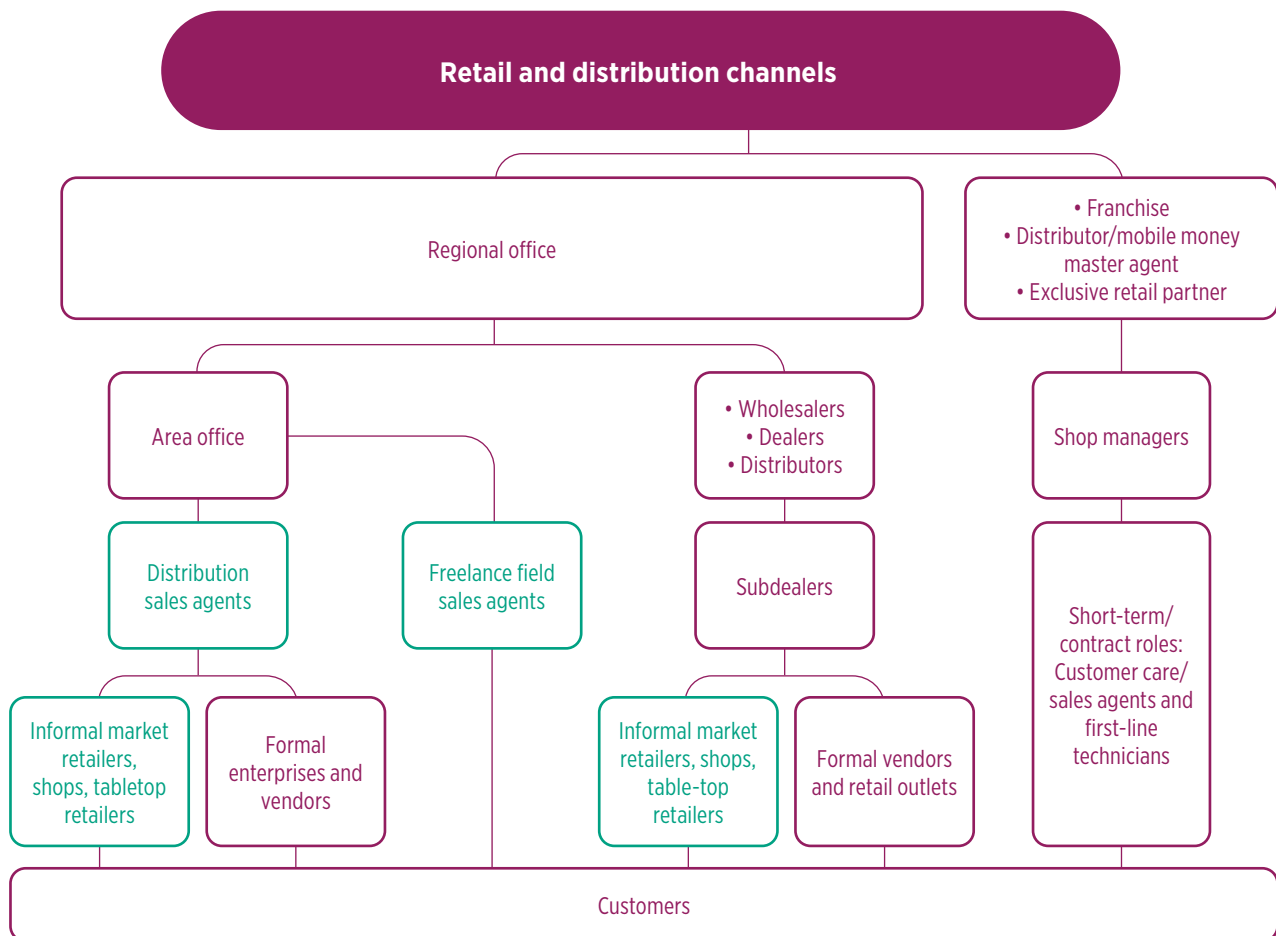 Retail and distribution channels
Regional office
• Franchise
• Distributor/mobile money
master agent
• Exclusive retail partner
Area office
• Wholesalers
• Dealers
• Distributors
Shop managers
Distribution
sales agents
Freelance field
sales agents
Subdealers
Short-term/
contract roles:
Customer care/
sales agents and
first-line
technicians
Informal market
retailers,
shops, tabletop
retailers
Formal
enterprises and
vendors
Informal market
retailers, shops,
table-top
retailers
Formal vendors
and retail outlets
Customers